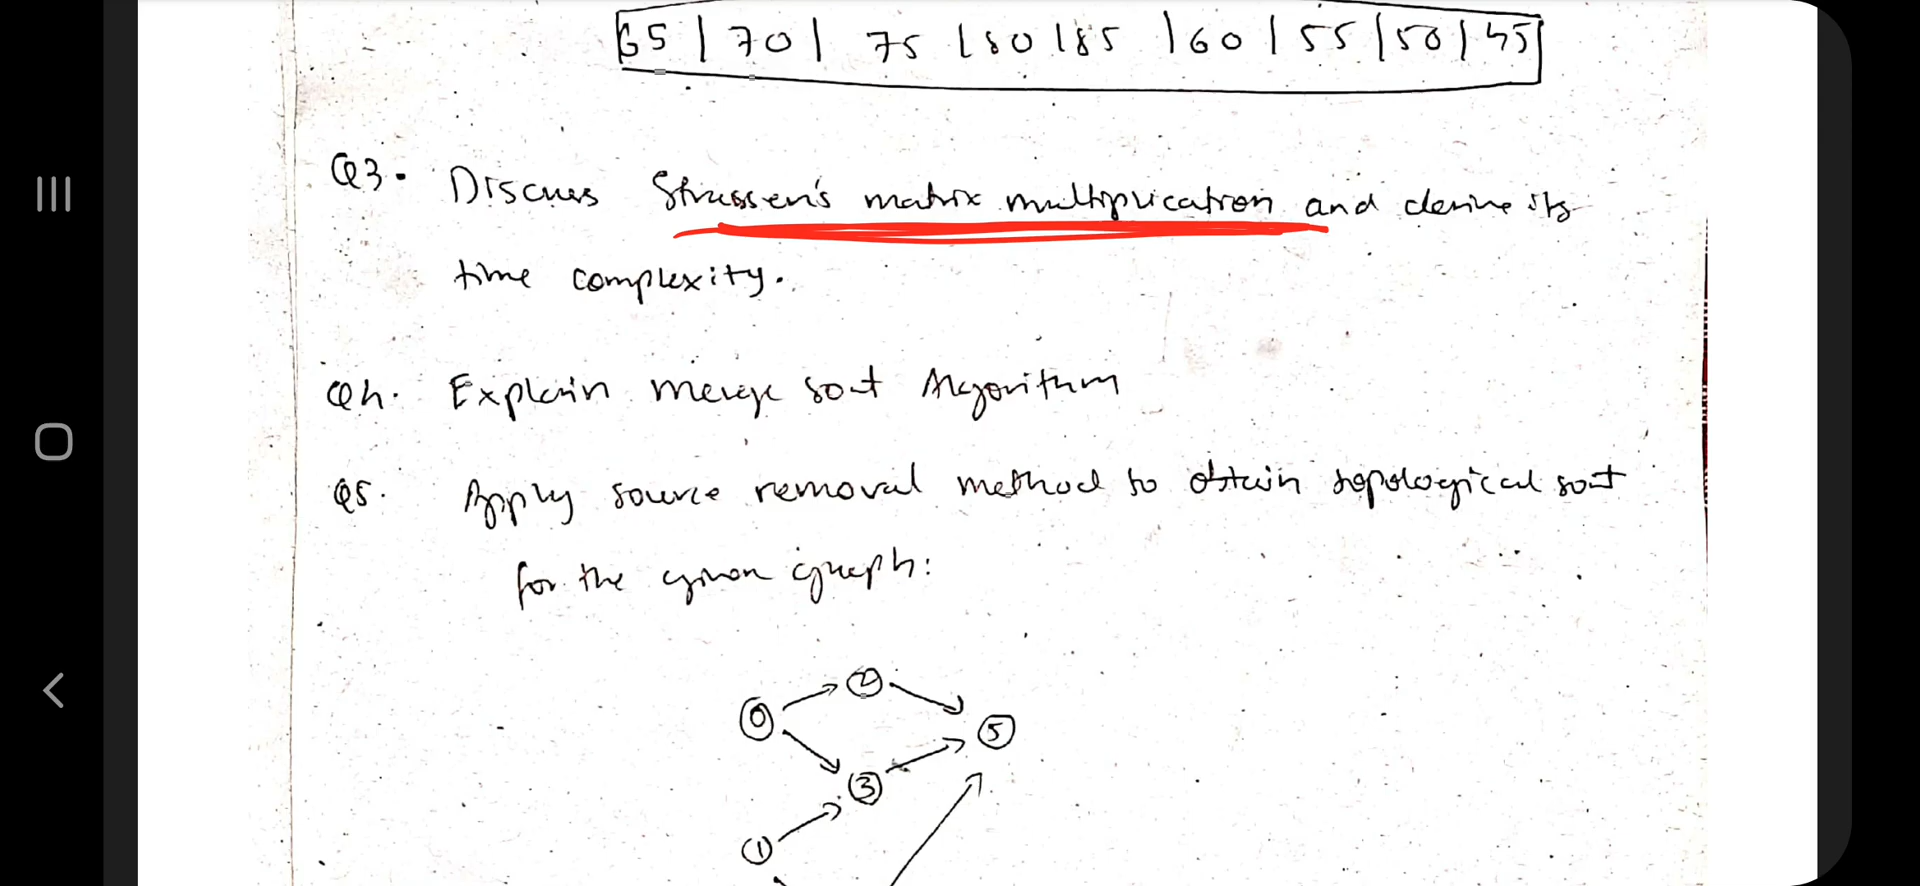 65 | 70 | 75 | 80 | 85 | 60 | 55 | 50 | 45
Q3. Discuss Strassen's matrix multiplication and derive its
time complexity.
Q4. Explain merge sort Algorithm
Q5. Apply source removal method to obtain topological sort
for the given graph:
2
0
5
3
1